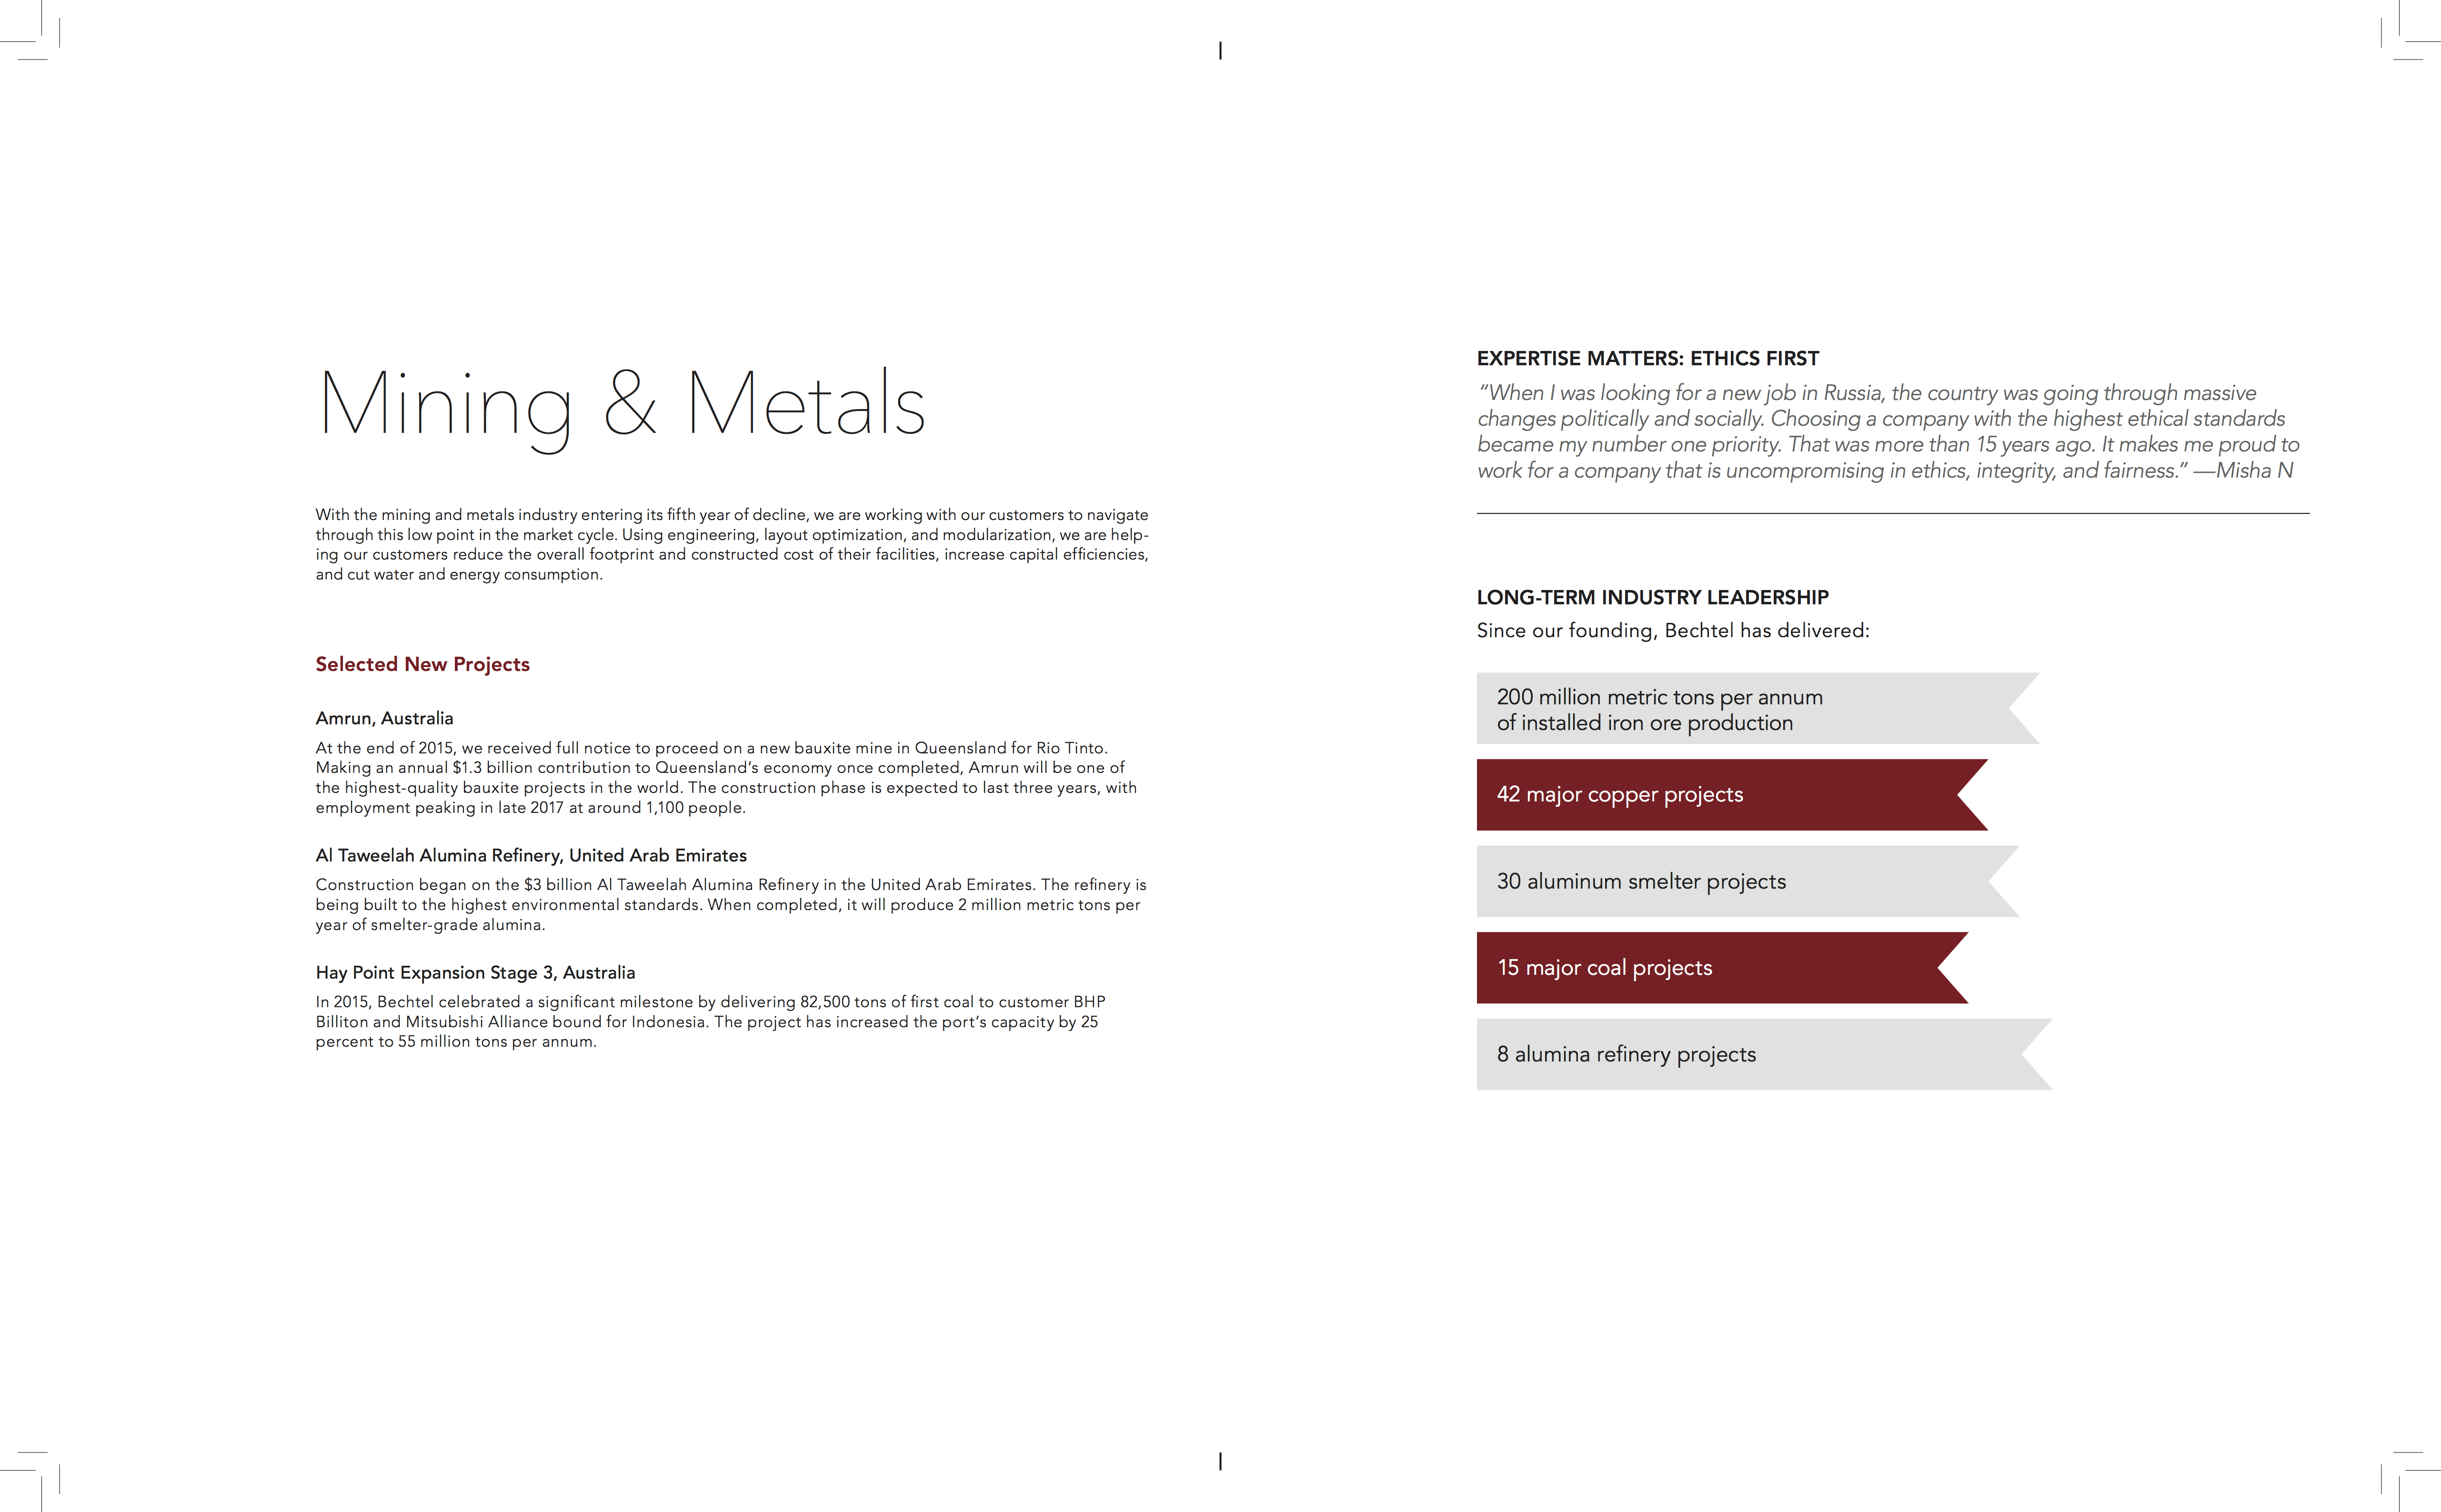 Mining & Metals
With the mining and metals industry entering its fifth year of decline, we are working with our customers to navigate
through this low point in the market cycle. Using engineering, layout optimization, and modularization, we are help-
ing our customers reduce the overall footprint and constructed cost of their facilities, increase capital efficiencies,
and cut water and energy consumption.
Selected New Projects
Amrun, Australia
At the end of 2015, we received full notice to proceed on a new bauxite mine in Queensland for Rio Tinto.
Making an annual $1.3 billion contribution to Queensland’s economy once completed, Amrun will be one of
the highest-quality bauxite projects in the world. The construction phase is expected to last three years, with
employment peaking in late 2017 at around 1,100 people.
Al Taweelah Alumina Refinery, United Arab Emirates
Construction began on the $3 billion Al Taweelah Alumina Refinery in the United Arab Emirates. The refinery is
being built to the highest environmental standards. When completed, it will produce 2 million metric tons per
year of smelter-grade alumina.
Hay Point Expansion Stage 3, Australia
In 2015, Bechtel celebrated a significant milestone by delivering 82,500 tons of first coal to customer BHP
Billiton and Mitsubishi Alliance bound for Indonesia. The project has increased the port’s capacity by 25
percent to 55 million tons per annum.
EXPERTISE MATTERS: ETHICS FIRST
“When I was looking for a new job in Russia, the country was going through massive
changes politically and socially. Choosing a company with the highest ethical standards
became my number one priority. That was more than 15 years ago. It makes me proud to
work for a company that is uncompromising in ethics, integrity, and fairness.” —Misha N
LONG-TERM INDUSTRY LEADERSHIP
Since our founding, Bechtel has delivered:
200 million metric tons per annum
of installed iron ore production
42 major copper projects
30 aluminum smelter projects
15 major coal projects
8 alumina refinery projects